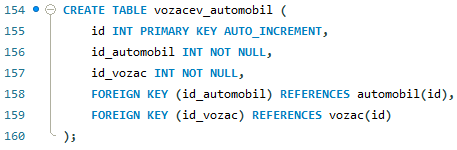 154 CREATE TABLE vozacev_automobil (
155 id INT PRIMARY KEY AUTO_INCREMENT,
156 id_automobil INT NOT NULL,
157 id_vozac INT NOT NULL,
158 FOREIGN KEY (id_automobil) REFERENCES automobil(id),
159 FOREIGN KEY (id_vozac) REFERENCES vozac(id)
160 );